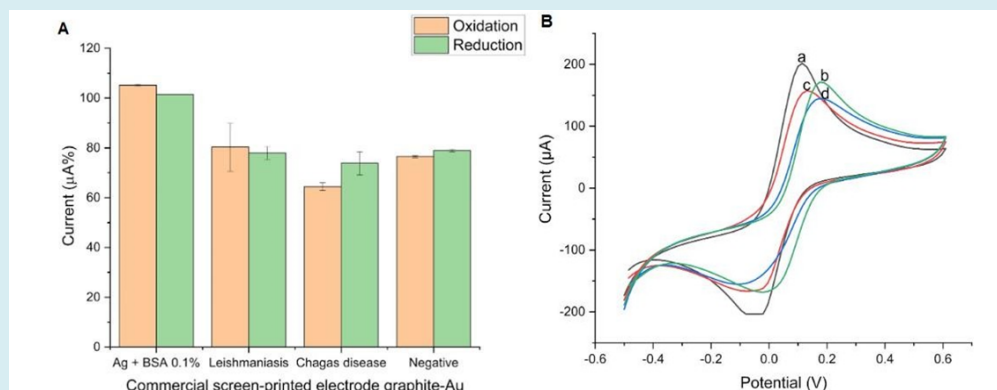 A
Oxidation
Reduction
120
100
80
60
40
20
0
Current (μA%)
Ag + BSA 0.1% Leishmaniasis Chagas disease Negative
Commercial screen-printed electrode graphite-Au
B
a
b
c
d
200
100
0
-100
-200
Current (μA)
-0.6 -0.4 -0.2 0.0 0.2 0.4 0.6
Potential (V)